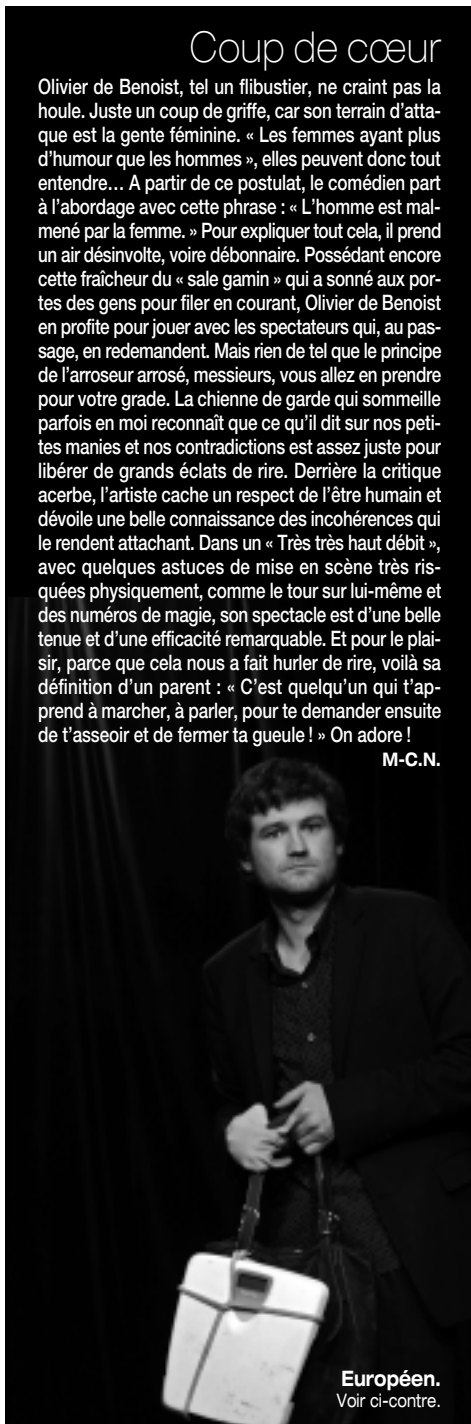 Coup de cœur
Olivier de Benoist, tel un flibustier, ne craint pas la
houle. Juste un coup de griffe, car son terrain d'atta-
que est la gente féminine. « Les femmes ayant plus
d'humour que les hommes », elles peuvent donc tout
entendre… A partir de ce postulat, le comédien part
à l'abordage avec cette phrase : « L'homme est mal-
mené par la femme. » Pour expliquer tout cela, il prend
un air désinvolte, voire débonnaire. Possédant encore
cette fraîcheur du « sale gamin » qui a sonné aux por-
tes des gens pour filer en courant, Olivier de Benoist
en profite pour jouer avec les spectateurs qui, au pas-
sage, en redemandent. Mais rien de tel que le principe
de l'arroseur arrosé, messieurs, vous allez en prendre
pour votre grade. La chienne de garde qui sommeille
parfois en moi reconnaît que ce qu'il dit sur nos peti-
tes manies et nos contradictions est assez juste pour
libérer de grands éclats de rire. Derrière la critique
acerbe, l'artiste cache un respect de l'être humain et
dévoile une belle connaissance des incohérences qui
le rendent attachant. Dans un « Très très haut débit »,
avec quelques astuces de mise en scène très ris-
quées physiquement, comme le tour sur lui-même et
des numéros de magie, son spectacle est d'une belle
tenue et d'une efficacité remarquable. Et pour le plai-
sir, parce que cela nous a fait hurler de rire, voilà sa
définition d'un parent : « C'est quelqu'un qui t'ap-
prend à marcher, à parler, pour te demander ensuite
de t'asseoir et de fermer ta gueule ! » On adore !
M-C.N.
Européen.
Voir ci-contre.